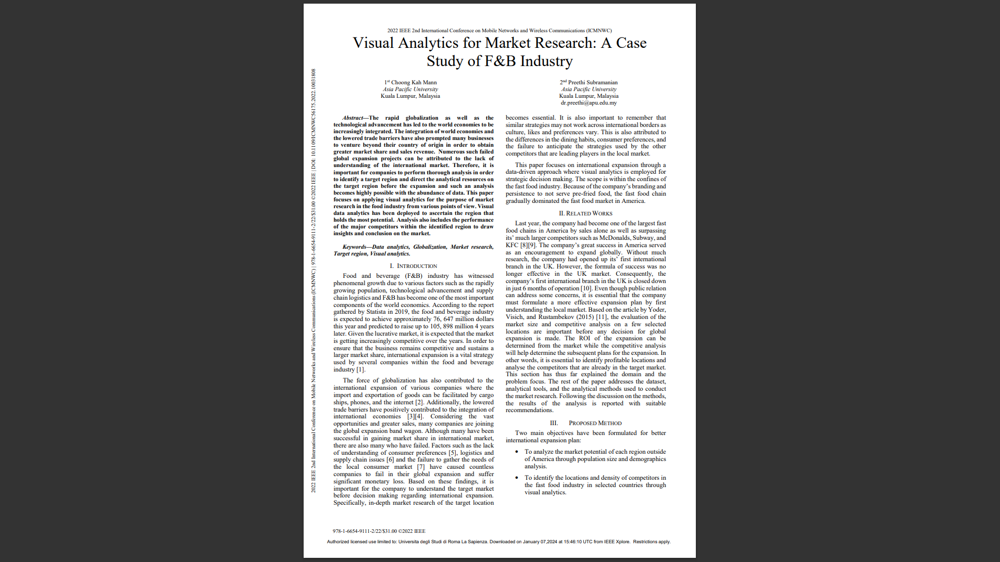 2022 IEEE 2nd International Conference on Mobile Networks and Wireless Communications (ICMNWC)
Visual Analytics for Market Research: A Case
Study of F&B Industry
1st Choong Kah Mann
Asia Pacific University
Kuala Lumpur, Malaysia
2nd Preethi Subramanian
Asia Pacific University
Kuala Lumpur, Malaysia
dr.preethi@apu.edu.my
2022 IEEE 2nd International Conference on Mobile Networks and Wireless Communications (ICMNWC) | 978-1-6654-9111-2/22/$31.00 ©2022 IEEE | DOI: 10.1109/ICMNWC56175.2022.10031808
Abstract—The rapid globalization as well as the
technological advancement has led to the world economies to be
increasingly integrated. The integration of world economies and
the lowered trade barriers have also prompted many businesses
to venture beyond their country of origin in order to obtain
greater market share and sales revenue. Numerous such failed
global expansion projects can be attributed to the lack of
understanding of the international market. Therefore, it is
important for companies to perform thorough analysis in order
to identify a target region and direct the analytical resources on
the target region before the expansion and such an analysis
becomes highly possible with the abundance of data. This paper
focuses on applying visual analytics for the purpose of market
research in the food industry from various points of view. Visual
data analytics has been deployed to ascertain the region that
holds the most potential. Analysis also includes the performance
of the major competitors within the identified region to draw
insights and conclusion on the market.
Keywords—Data analytics, Globalization, Market research,
Target region, Visual analytics.
I. INTRODUCTION
Food and beverage (F&B) industry has witnessed
phenomenal growth due to various factors such as the rapidly
growing population, technological advancement and supply
chain logistics and F&B has become one of the most important
components of the world economics. According to the report
gathered by Statista in 2019, the food and beverage industry
is expected to achieve approximately 76, 647 million dollars
this year and predicted to raise up to 105, 898 million 4 years
later. Given the lucrative market, it is expected that the market
is getting increasingly competitive over the years. In order to
ensure that the business remains competitive and sustains a
larger market share, international expansion is a vital strategy
used by several companies within the food and beverage
industry [1].
The force of globalization has also contributed to the
international expansion of various companies where the
import and exportation of goods can be facilitated by cargo
ships, phones, and the internet [2]. Additionally, the lowered
trade barriers have positively contributed to the integration of
international economies [3][4]. Considering the vast
opportunities and greater sales, many companies are joining
the global expansion band wagon. Although many have been
successful in gaining market share in international market,
there are also many who have failed. Factors such as the lack
of understanding of consumer preferences [5], logistics and
supply chain issues [6] and the failure to gather the needs of
the local consumer market [7] have caused countless
companies to fail in their global expansion and suffer
significant monetary loss. Based on these findings, it is
important for the company to understand the target market
before decision making regarding international expansion.
Specifically, in-depth market research of the target location
becomes essential. It is also important to remember that
similar strategies may not work across international borders as
culture, likes and preferences vary. This is also attributed to
the differences in the dining habits, consumer preferences, and
the failure to anticipate the strategies used by the other
competitors that are leading players in the local market.
This paper focuses on international expansion through a
data-driven approach where visual analytics is employed for
strategic decision making. The scope is within the confines of
the fast food industry. Because of the company's branding and
persistence to not serve pre-fried food, the fast food chain
gradually dominated the fast food market in America.
II. RELATED WORKS
Last year, the company had become one of the largest fast
food chains in America by sales alone as well as surpassing
its' much larger competitors such as McDonalds, Subway, and
KFC [8][9]. The company's great success in America served
as an encouragement to expand globally. Without much
research, the company had opened up its' first international
branch in the UK. However, the formula of success was no
longer effective in the UK market. Consequently, the
company's first international branch in the UK is closed down
in just 6 months of operation [10]. Even though public relation
can address some concerns, it is essential that the company
must formulate a more effective expansion plan by first
understanding the local market. Based on the article by Yoder,
Visich, and Rustambekov (2015) [11], the evaluation of the
market size and competitive analysis on a few selected
locations are important before any decision for global
expansion is made. The ROI of the expansion can be
determined from the market while the competitive analysis
will help determine the subsequent plans for the expansion. In
other words, it is essential to identify profitable locations and
analyse the competitors that are already in the target market.
This section has thus far explained the domain and the
problem focus. The rest of the paper addresses the dataset,
analytical tools, and the analytical methods used to conduct
the market research. Following the discussion on the methods,
the results of the analysis is reported with suitable
recommendations.
III. PROPOSED METHOD
Two main objectives have been formulated for better
international expansion plan:
• To analyze the market potential of each region outside
of America through population size and demographics
analysis.
• To identify the locations and density of competitors in
the fast food industry in selected countries through
visual analytics.
978-1-6654-9111-2/22/$31.00 ©2022 IEEE
Authorized licensed use limited to: Universita degli Studi di Roma La Sapienza. Downloaded on January 07,2024 at 15:46:10 UTC from IEEE Xplore. Restrictions apply.